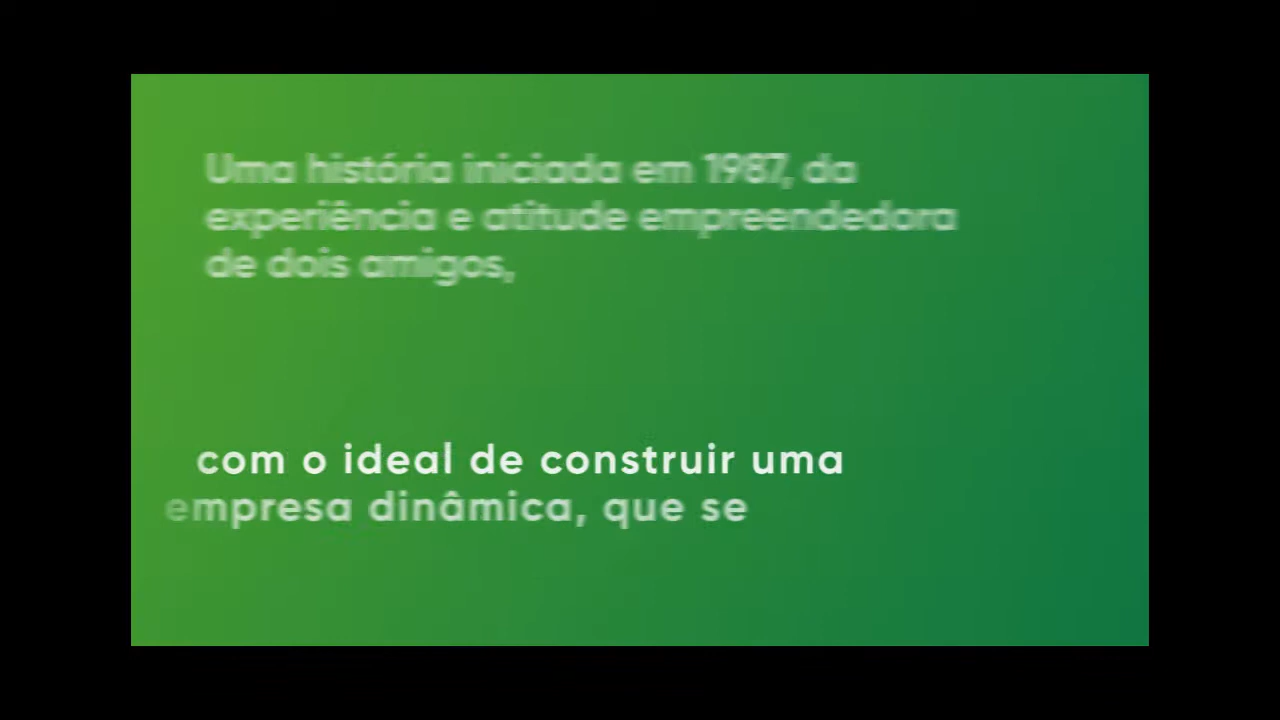 Uma história iniciada em 1987, da
experiência e atitude empreendedora
de dois amigos,
com o ideal de construir uma
empresa dinâmica, que se